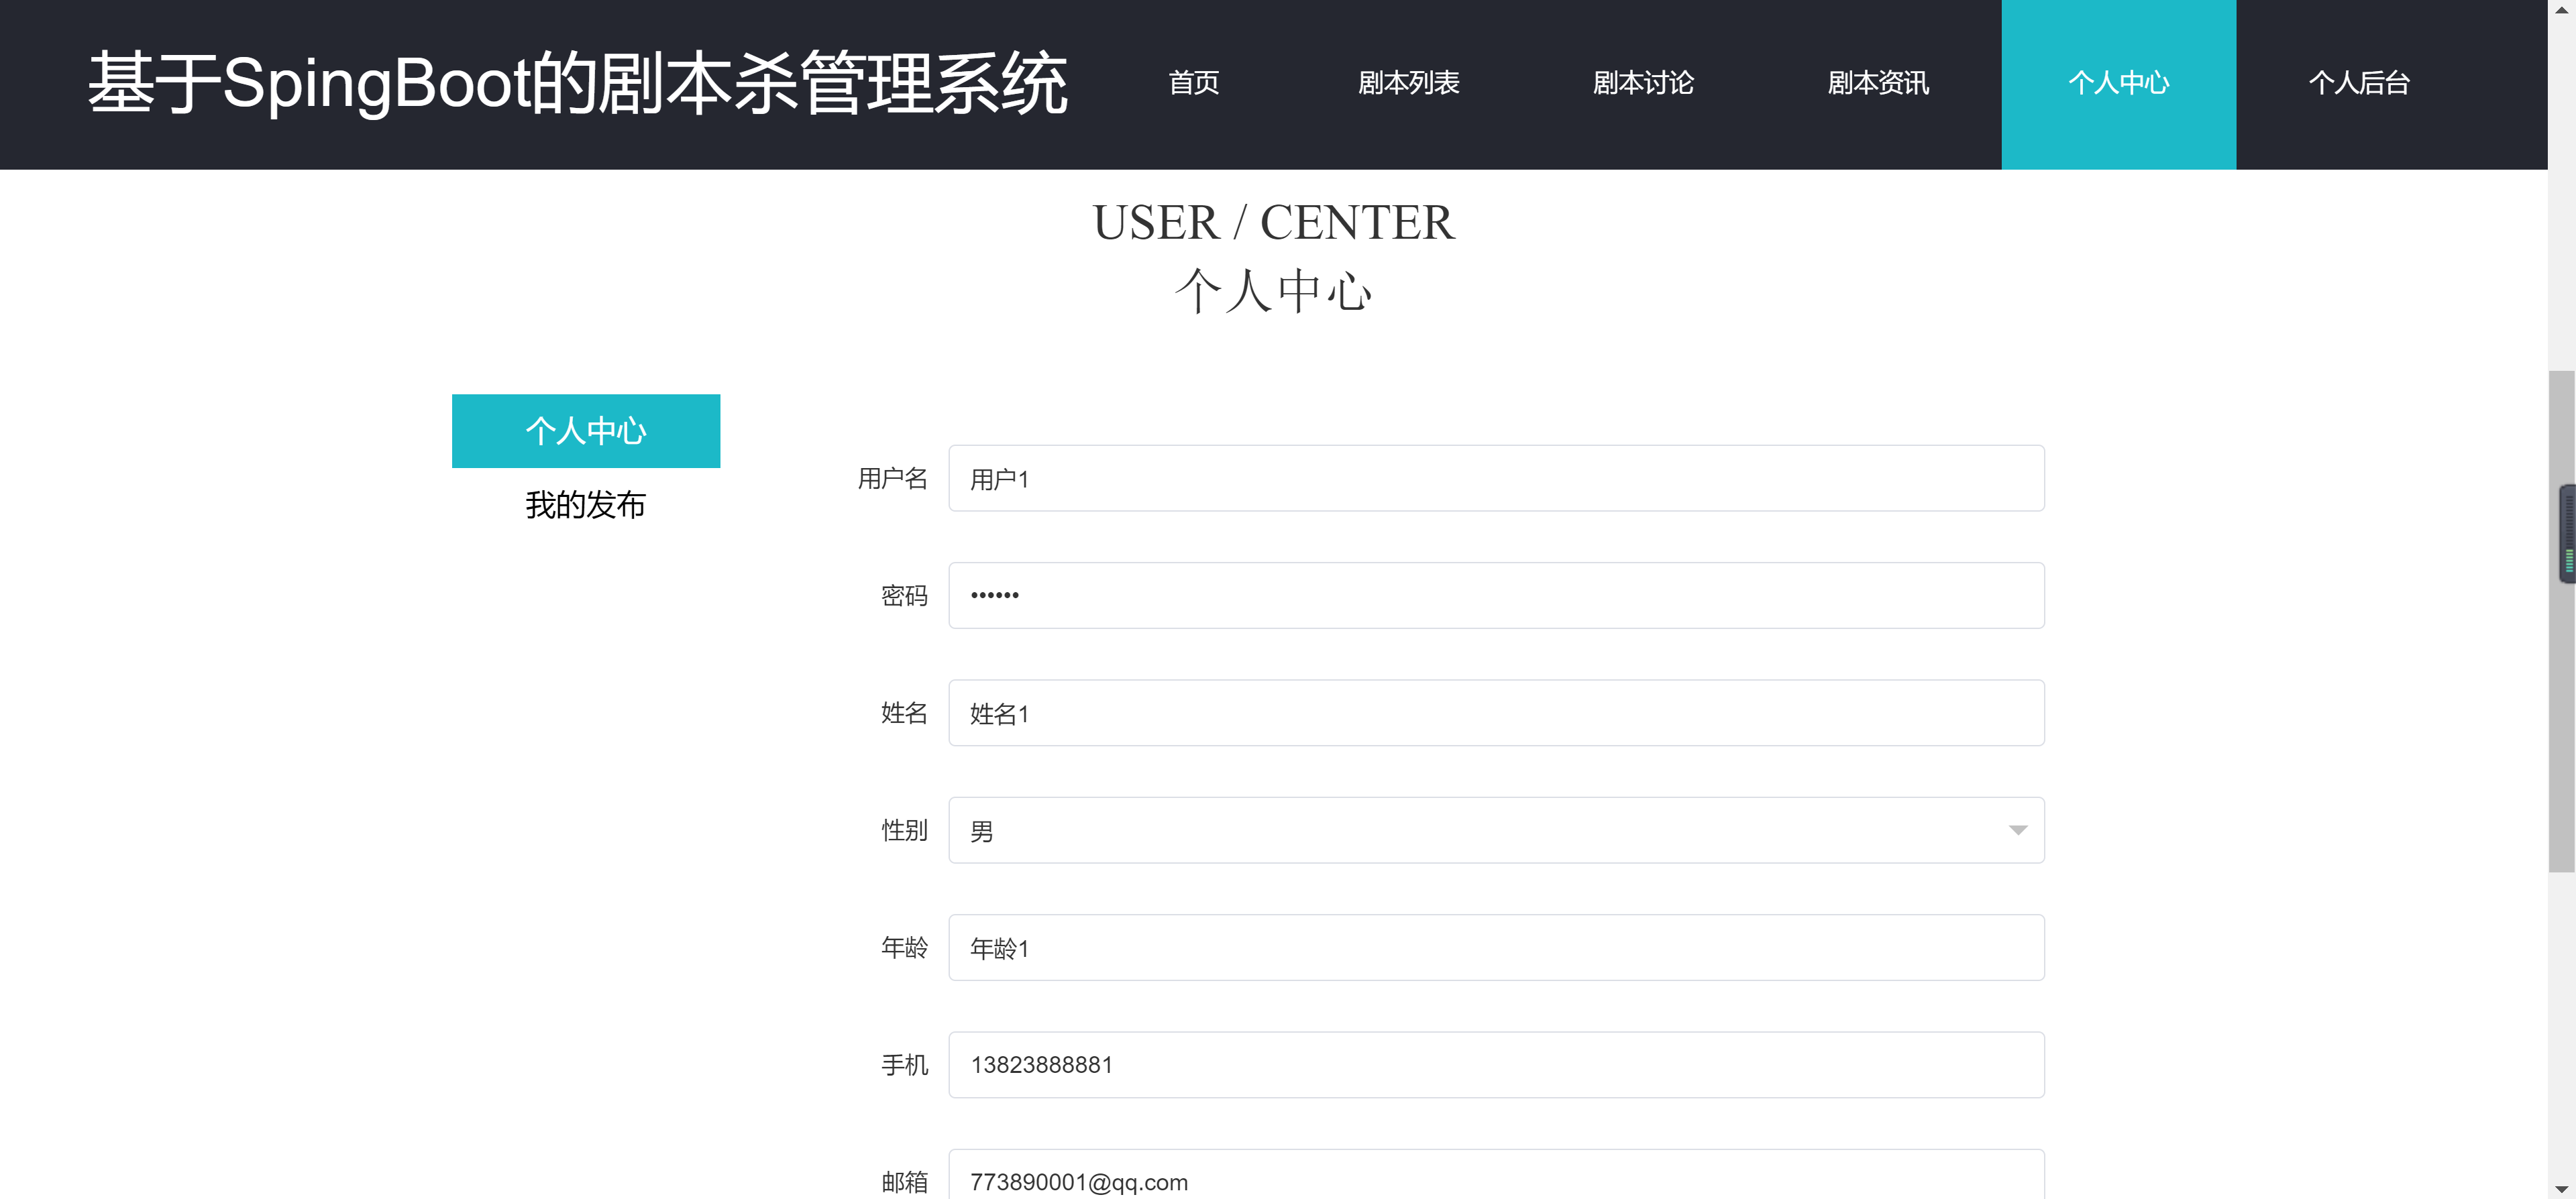 基于SpingBoot的剧本杀管理系统 首页 剧本列表 剧本讨论 剧本资讯 个人中心 个人后台
USER / CENTER
个人中心
个人中心
我的发布
用户名 用户1
密码 ••••••
姓名 姓名1
性别 男
年龄 年龄1
手机 13823888881
邮箱 773890001@qq.com